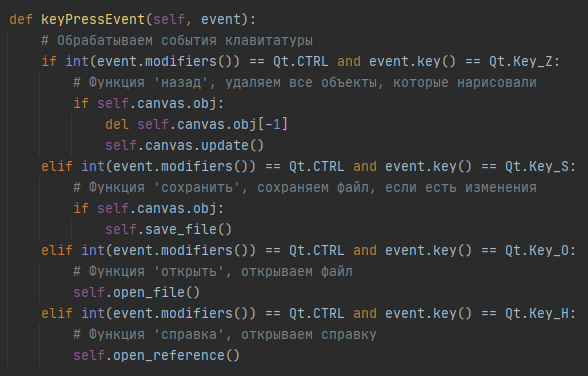 def keyPressEvent(self, event):
    # Обрабатываем события клавитатуры
    if int(event.modifiers()) == Qt.CTRL and event.key() == Qt.Key_Z:
        # Функция 'назад', удаляем все объекты, которые нарисовали
        if self.canvas.obj:
            del self.canvas.obj[-1]
            self.canvas.update()
    elif int(event.modifiers()) == Qt.CTRL and event.key() == Qt.Key_S:
        # Функция 'сохранить', сохраняем файл, если есть изменения
        if self.canvas.obj:
            self.save_file()
    elif int(event.modifiers()) == Qt.CTRL and event.key() == Qt.Key_O:
        # Функция 'открыть', открываем файл
        self.open_file()
    elif int(event.modifiers()) == Qt.CTRL and event.key() == Qt.Key_H:
        # Функция 'справка', открываем справку
        self.open_reference()